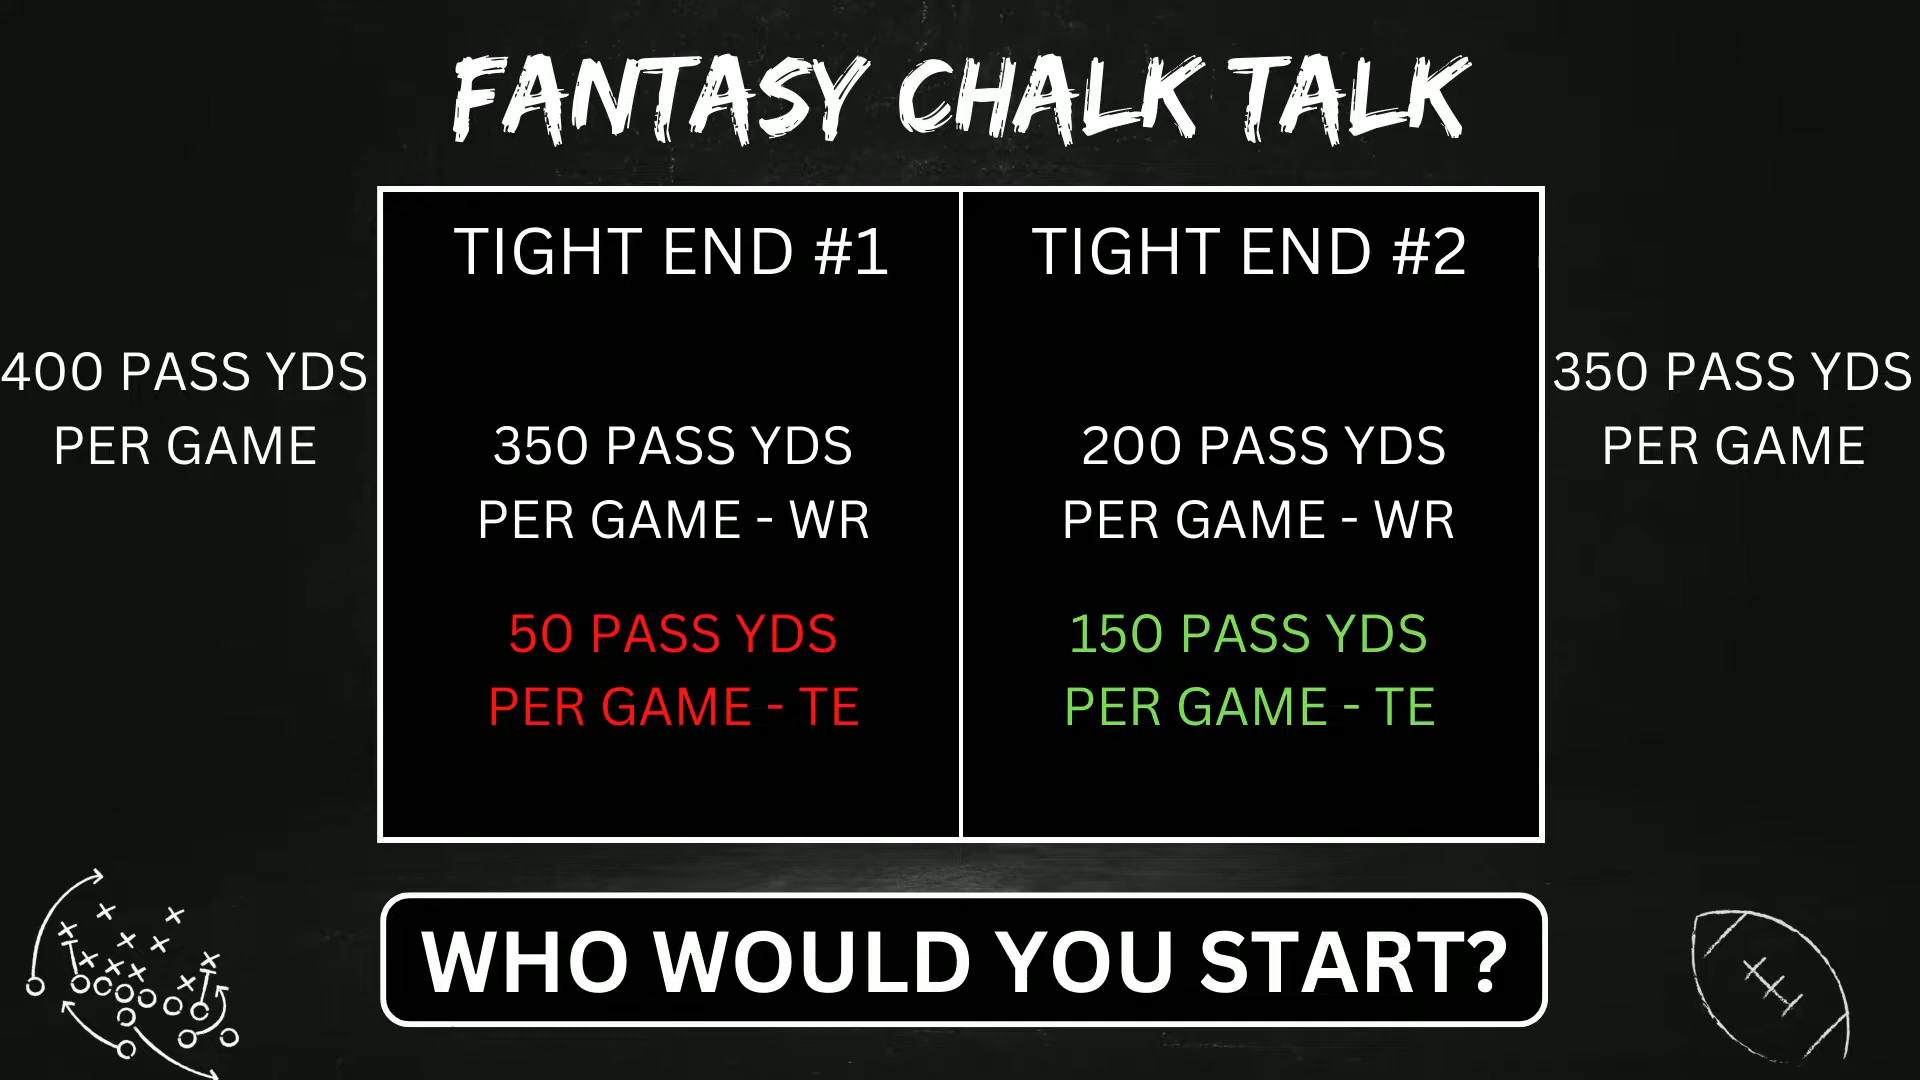 FANTASY CHALK TALK
TIGHT END #1
TIGHT END #2
400 PASS YDS
PER GAME
350 PASS YDS
PER GAME - WR
50 PASS YDS
PER GAME - TE
200 PASS YDS
PER GAME - WR
150 PASS YDS
PER GAME - TE
350 PASS YDS
PER GAME
WHO WOULD YOU START?